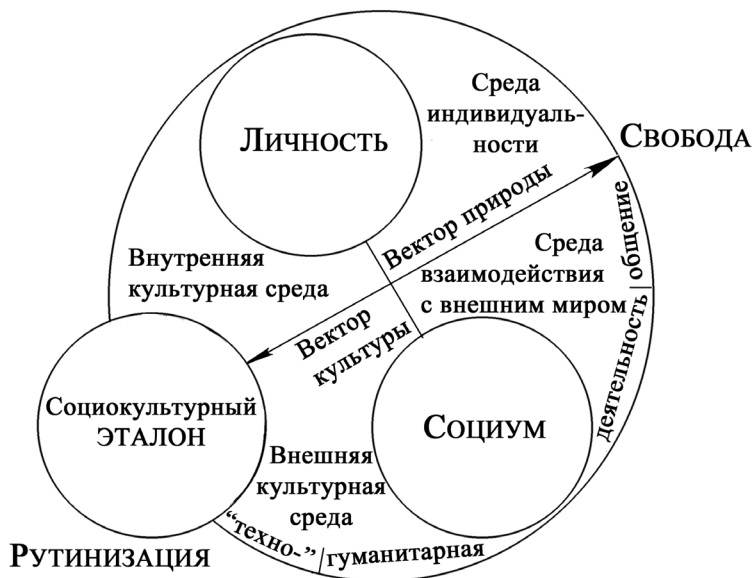 Среда
индивидуаль-
ности
ЛИЧНОСТЬ
СВОБОДА
Вектор природы
общение
Внутренняя
культурная среда
Среда
взаимодействия
с внешним миром
Вектор
культуры
деятельность
Социокультурный
ЭТАЛОН
СОЦИУМ
Внешняя
культурная
среда
“техно-”
гуманитарная
РУТИНИЗАЦИЯ